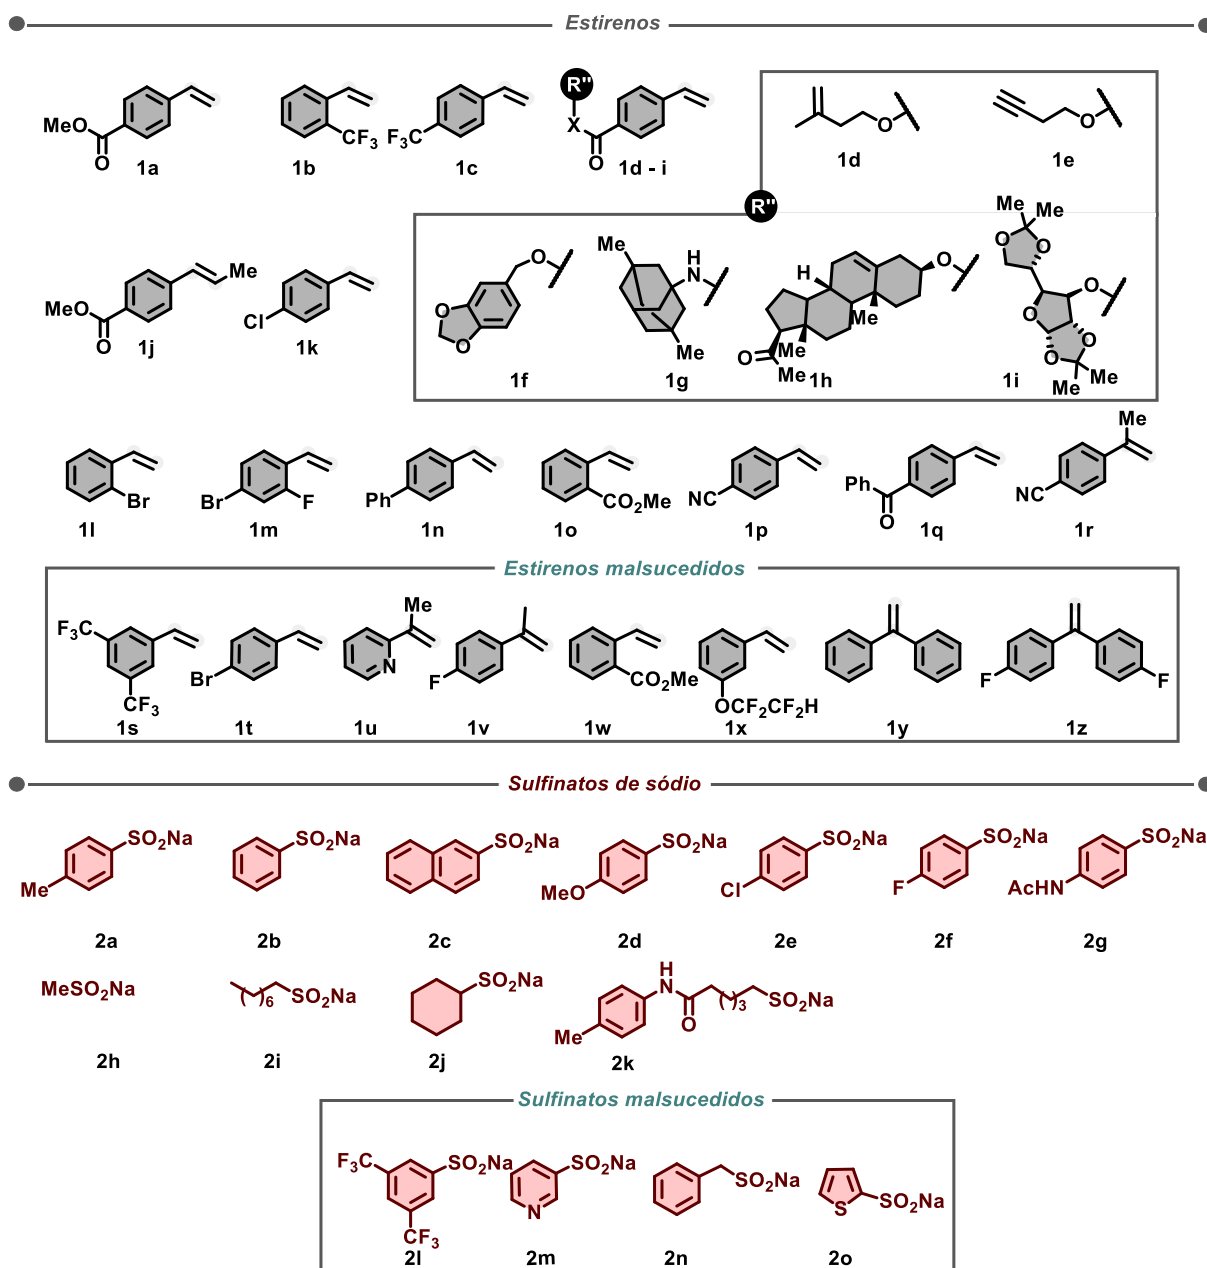 Estirenos
MeO
O
1a
CF3
1b
F3C
1c
R"
X
O
1d - i
O
1d
O
1e
R"
MeO
O
Me
1j
Cl
1k
O
O
O
1f
Me
H
N
Me
1g
H
O
Me
Me
O
Me
1h
Me
Me
O
O
O
O
O
O
Me
Me
1i
Br
1l
Br
F
1m
Ph
1n
CO2Me
1o
NC
1p
Ph
O
1q
Me
NC
1r
Estirenos malsucedidos
F3C
CF3
1s
Br
1t
Me
N
1u
F
1v
CO2Me
1w
OCF2CF2H
1x
1y
F
F
1z
Sulfinatos de sódio
SO2Na
Me
2a
SO2Na
2b
SO2Na
2c
SO2Na
MeO
2d
SO2Na
Cl
2e
SO2Na
F
2f
SO2Na
AcHN
2g
MeSO2Na
2h
( )6
SO2Na
2i
SO2Na
2j
H
N
O
( )3
SO2Na
Me
2k
Sulfinatos malsucedidos
F3C
SO2Na
CF3
2l
SO2Na
N
2m
SO2Na
2n
S
SO2Na
2o